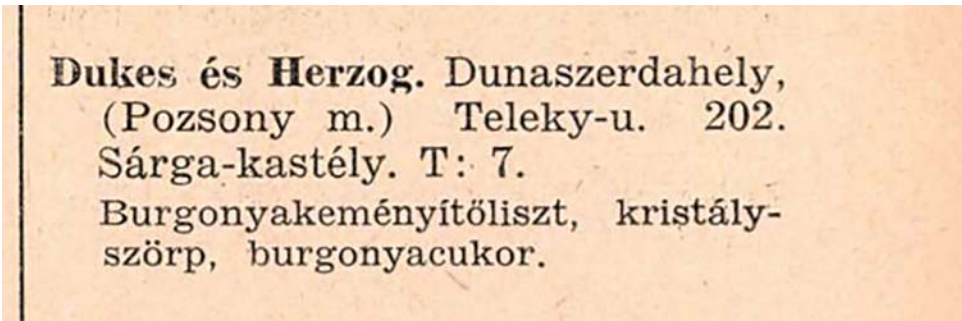 Dukes és Herzog. Dunaszerdahely,
(Pozsony m.) Teleky-u. 202.
Sárga-kastély. T: 7.
Burgonyakeményítőliszt, kristály-
szörp, burgonyacukor.